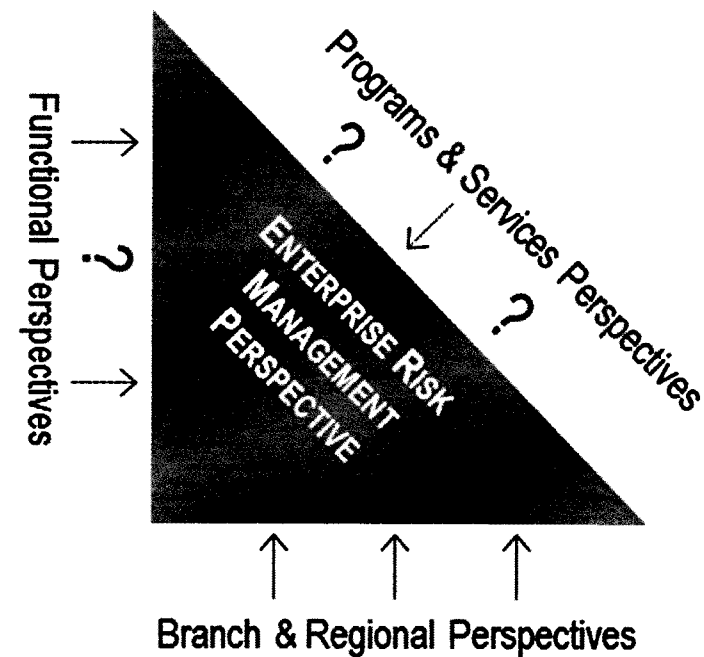 Programs & Services Perspectives
?
?
Functional Perspectives
?
ENTERPRISE RISK
MANAGEMENT
PERSPECTIVE
Branch & Regional Perspectives